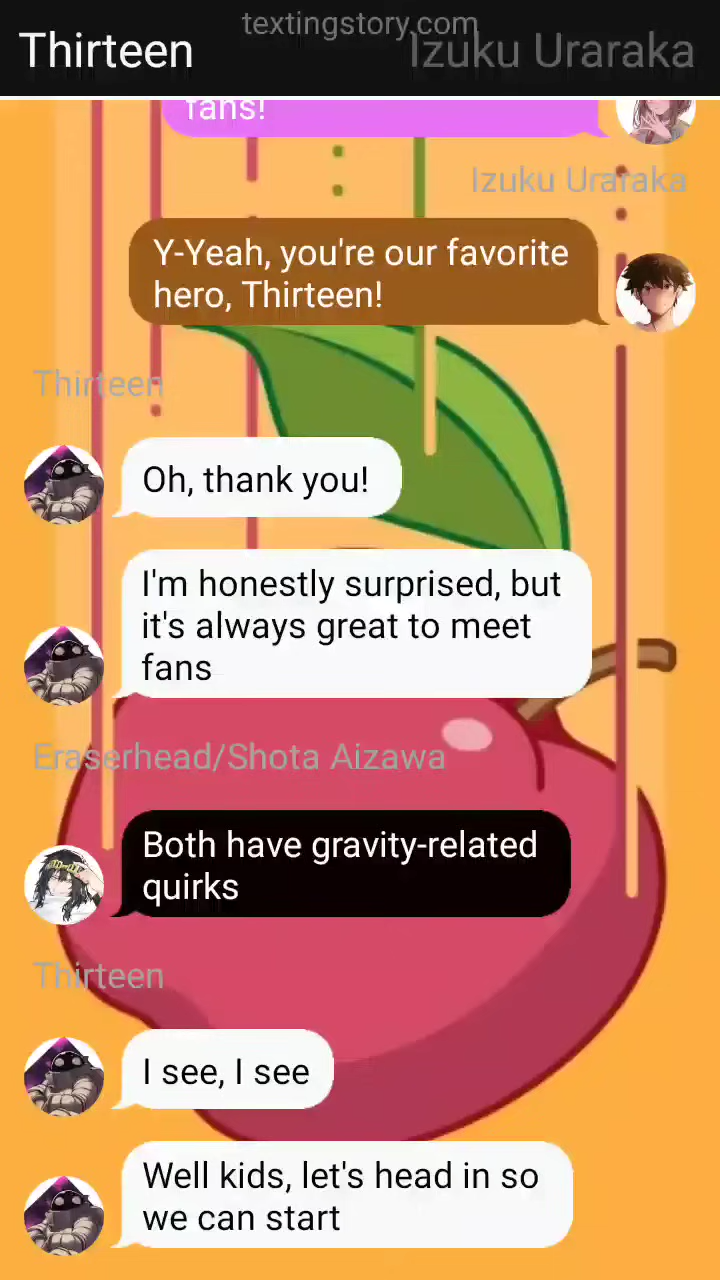 textingstory.com
Thirteen
Izuku Uraraka
fans!
Izuku Uraraka
Y-Yeah, you're our favorite
hero, Thirteen!
Thirteen
Oh, thank you!
I'm honestly surprised, but
it's always great to meet
fans
Eraserhead/Shota Aizawa
Both have gravity-related
quirks
Thirteen
I see, I see
Well kids, let's head in so
we can start